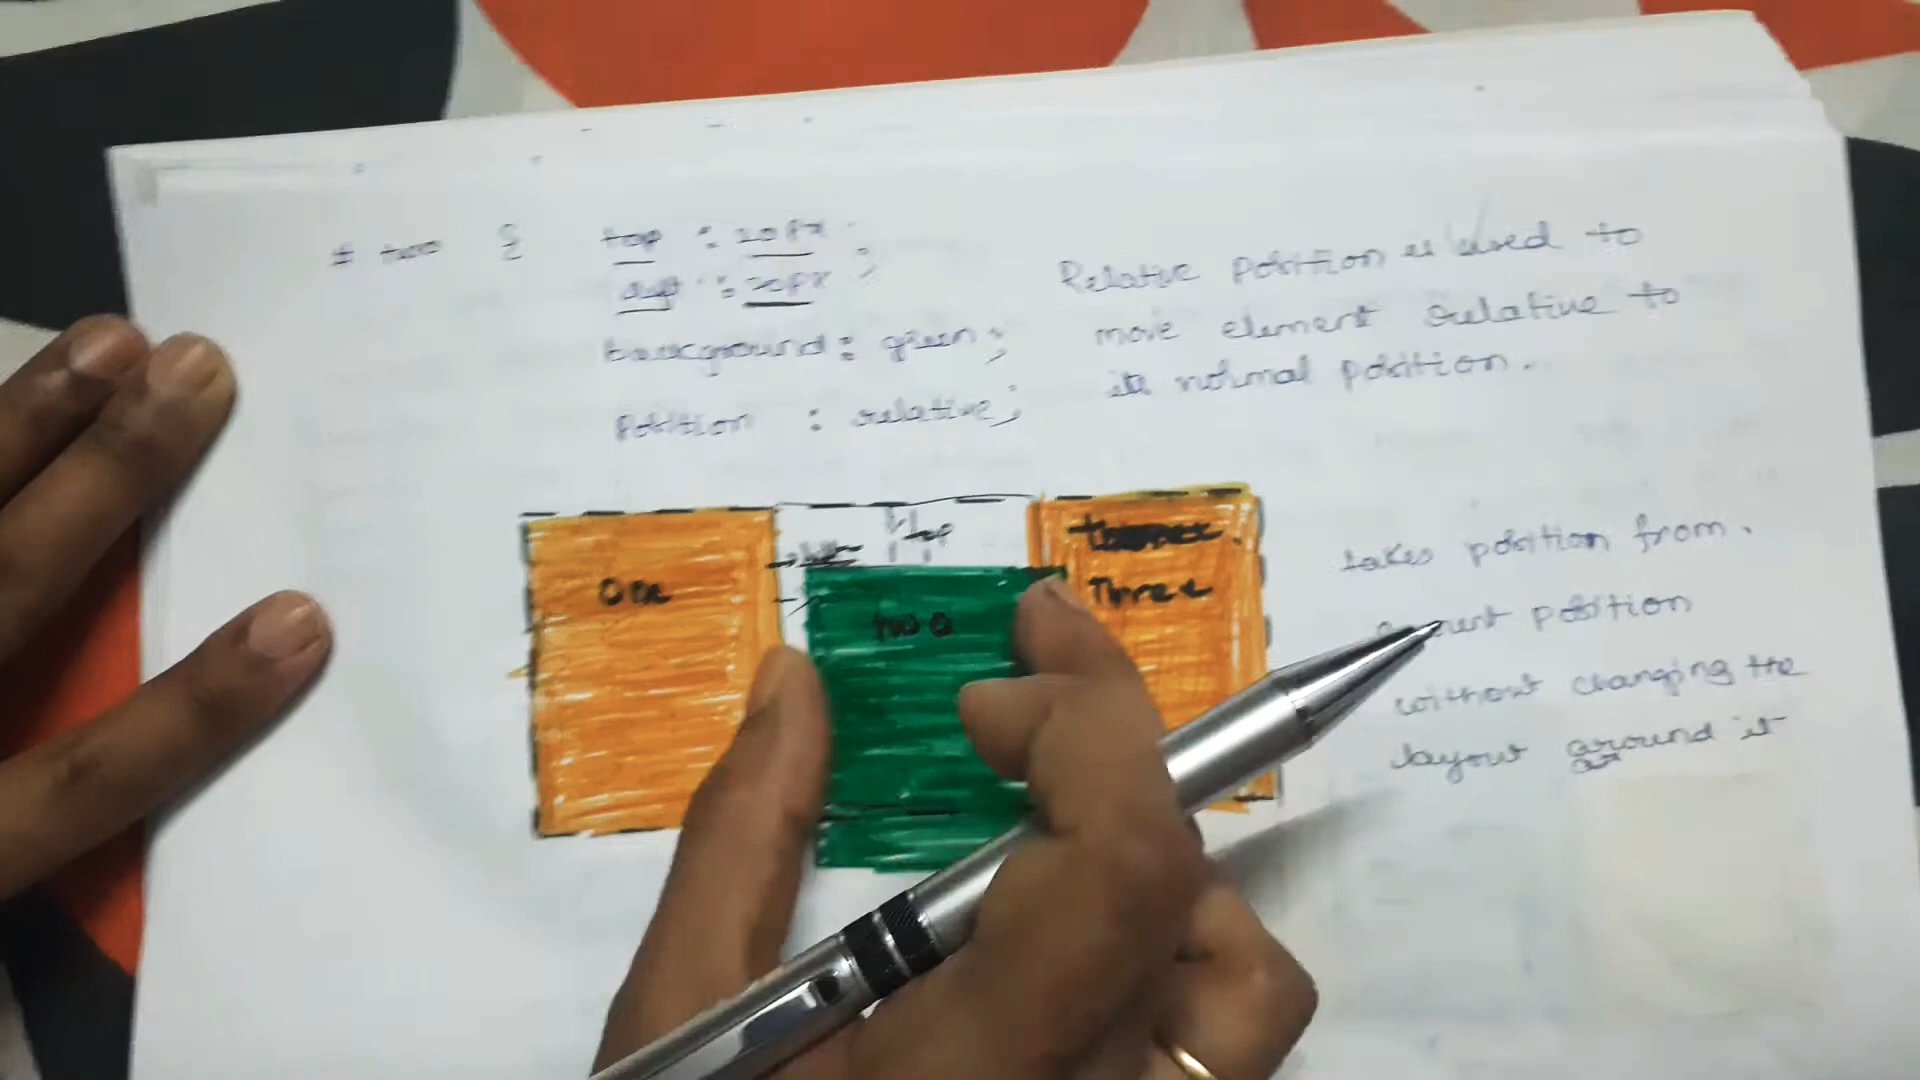 # two { top : 20px;
left : 20px;
background : green;
position : relative;
Relative position is used to
move element relative to
its normal position.
top
One
two
Three
takes position from.
position
without changing the
layout around it